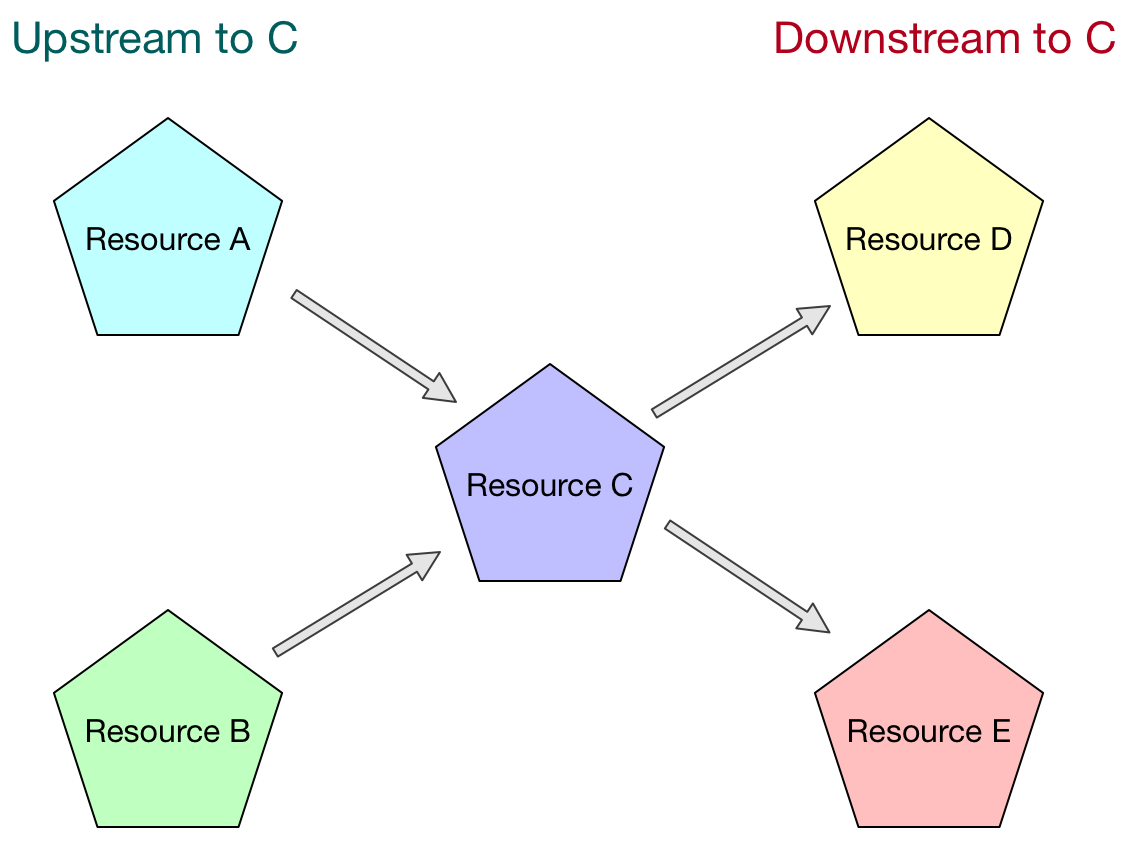 Upstream to C
Downstream to C
Resource A
Resource D
Resource C
Resource B
Resource E